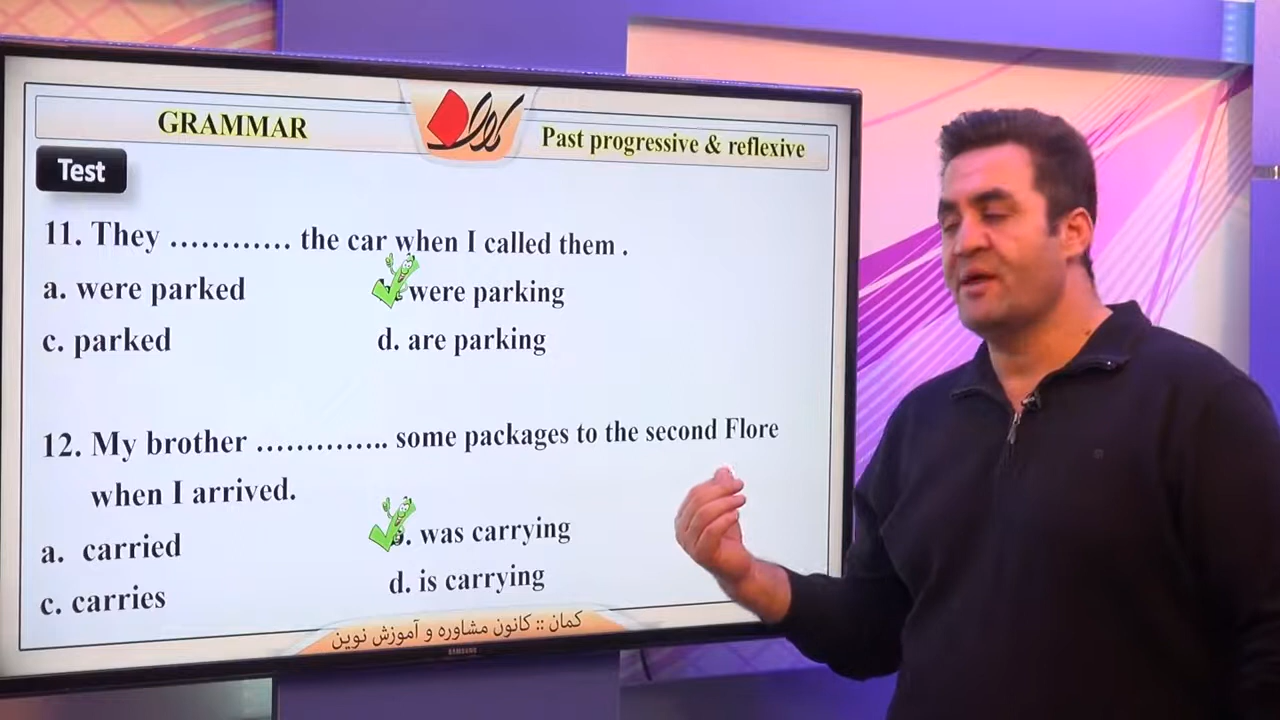 GRAMMAR
کمان
Past progressive & reflexive
Test
11. They ………… the car when I called them .
a. were parked
were parking
c. parked
d. are parking
12. My brother ………….. some packages to the second Flore
when I arrived.
a. carried
b. was carrying
c. carries
d. is carrying
کمان :: کانون مشاوره و آموزش نوین
SAMSUNG